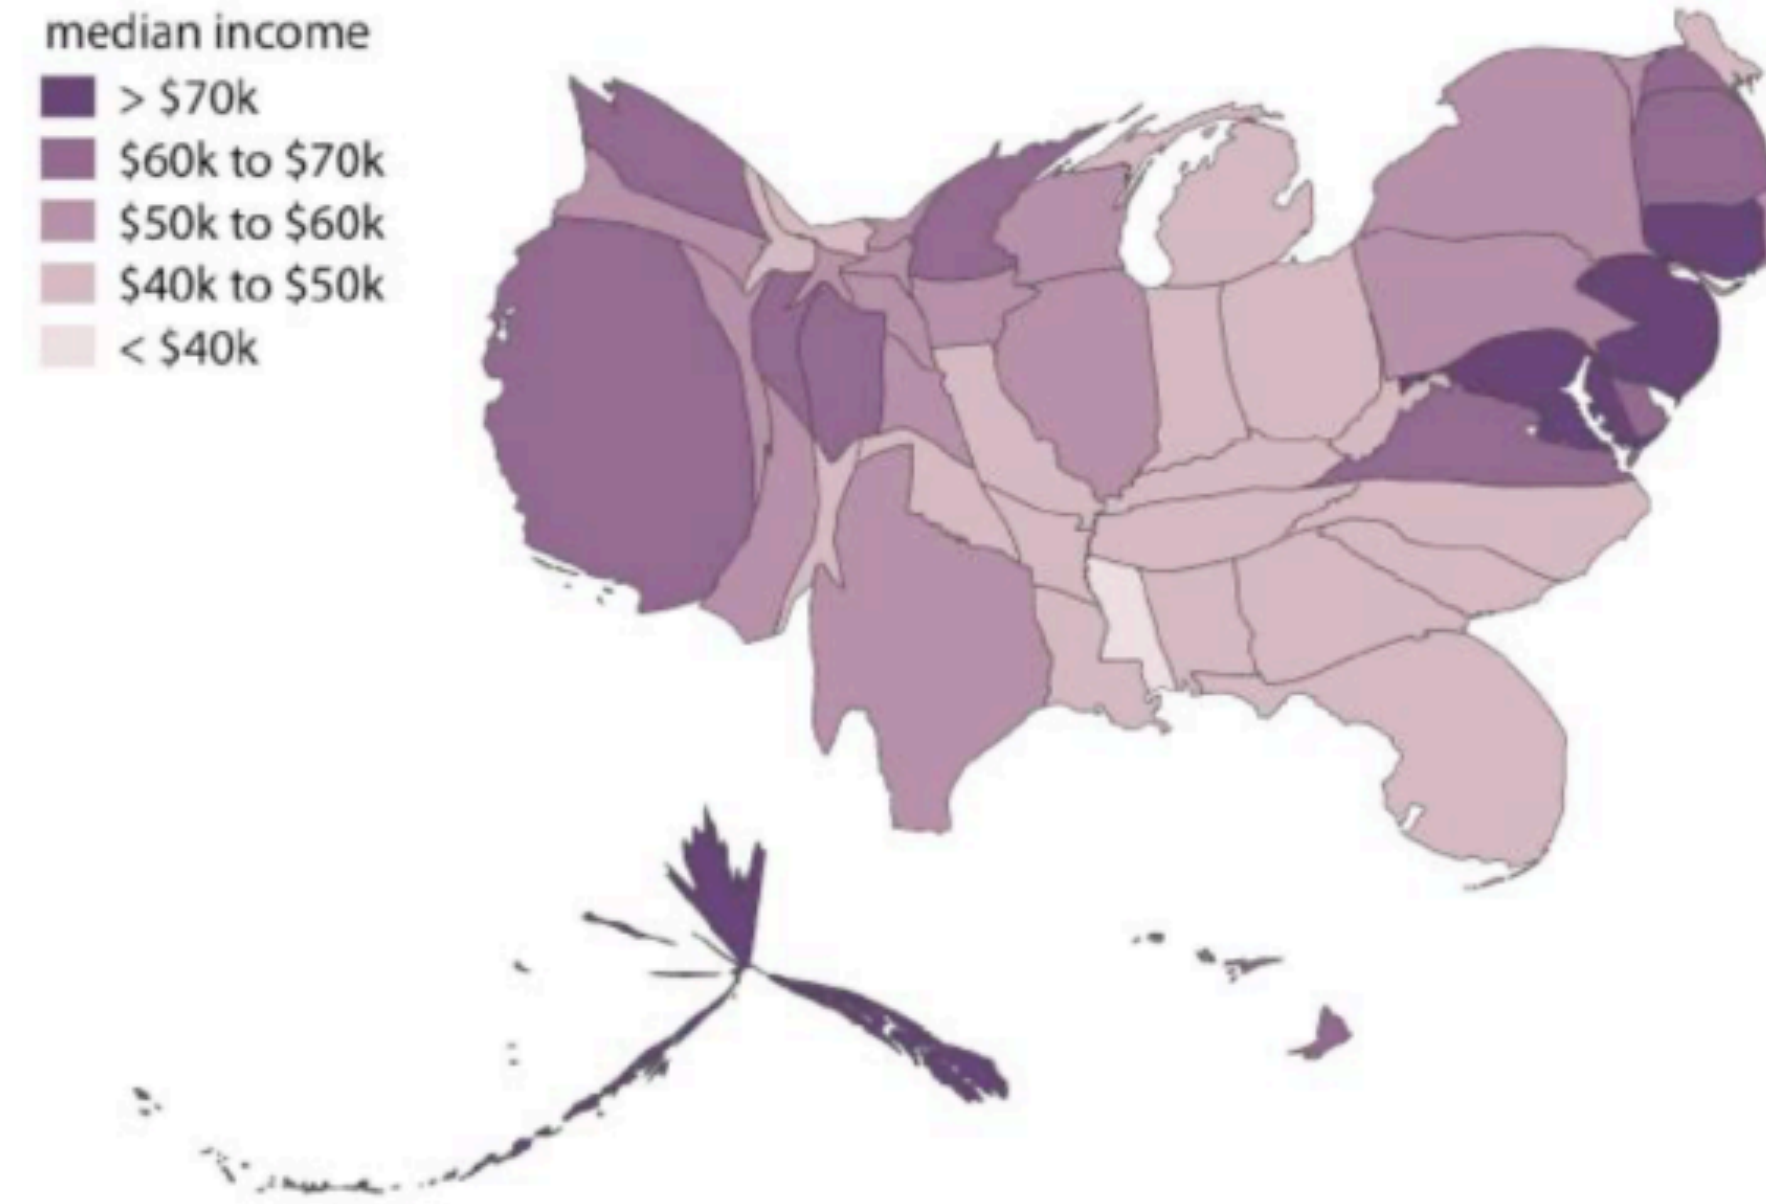 median income
> $70k
$60k to $70k
$50k to $60k
$40k to $50k
< $40k